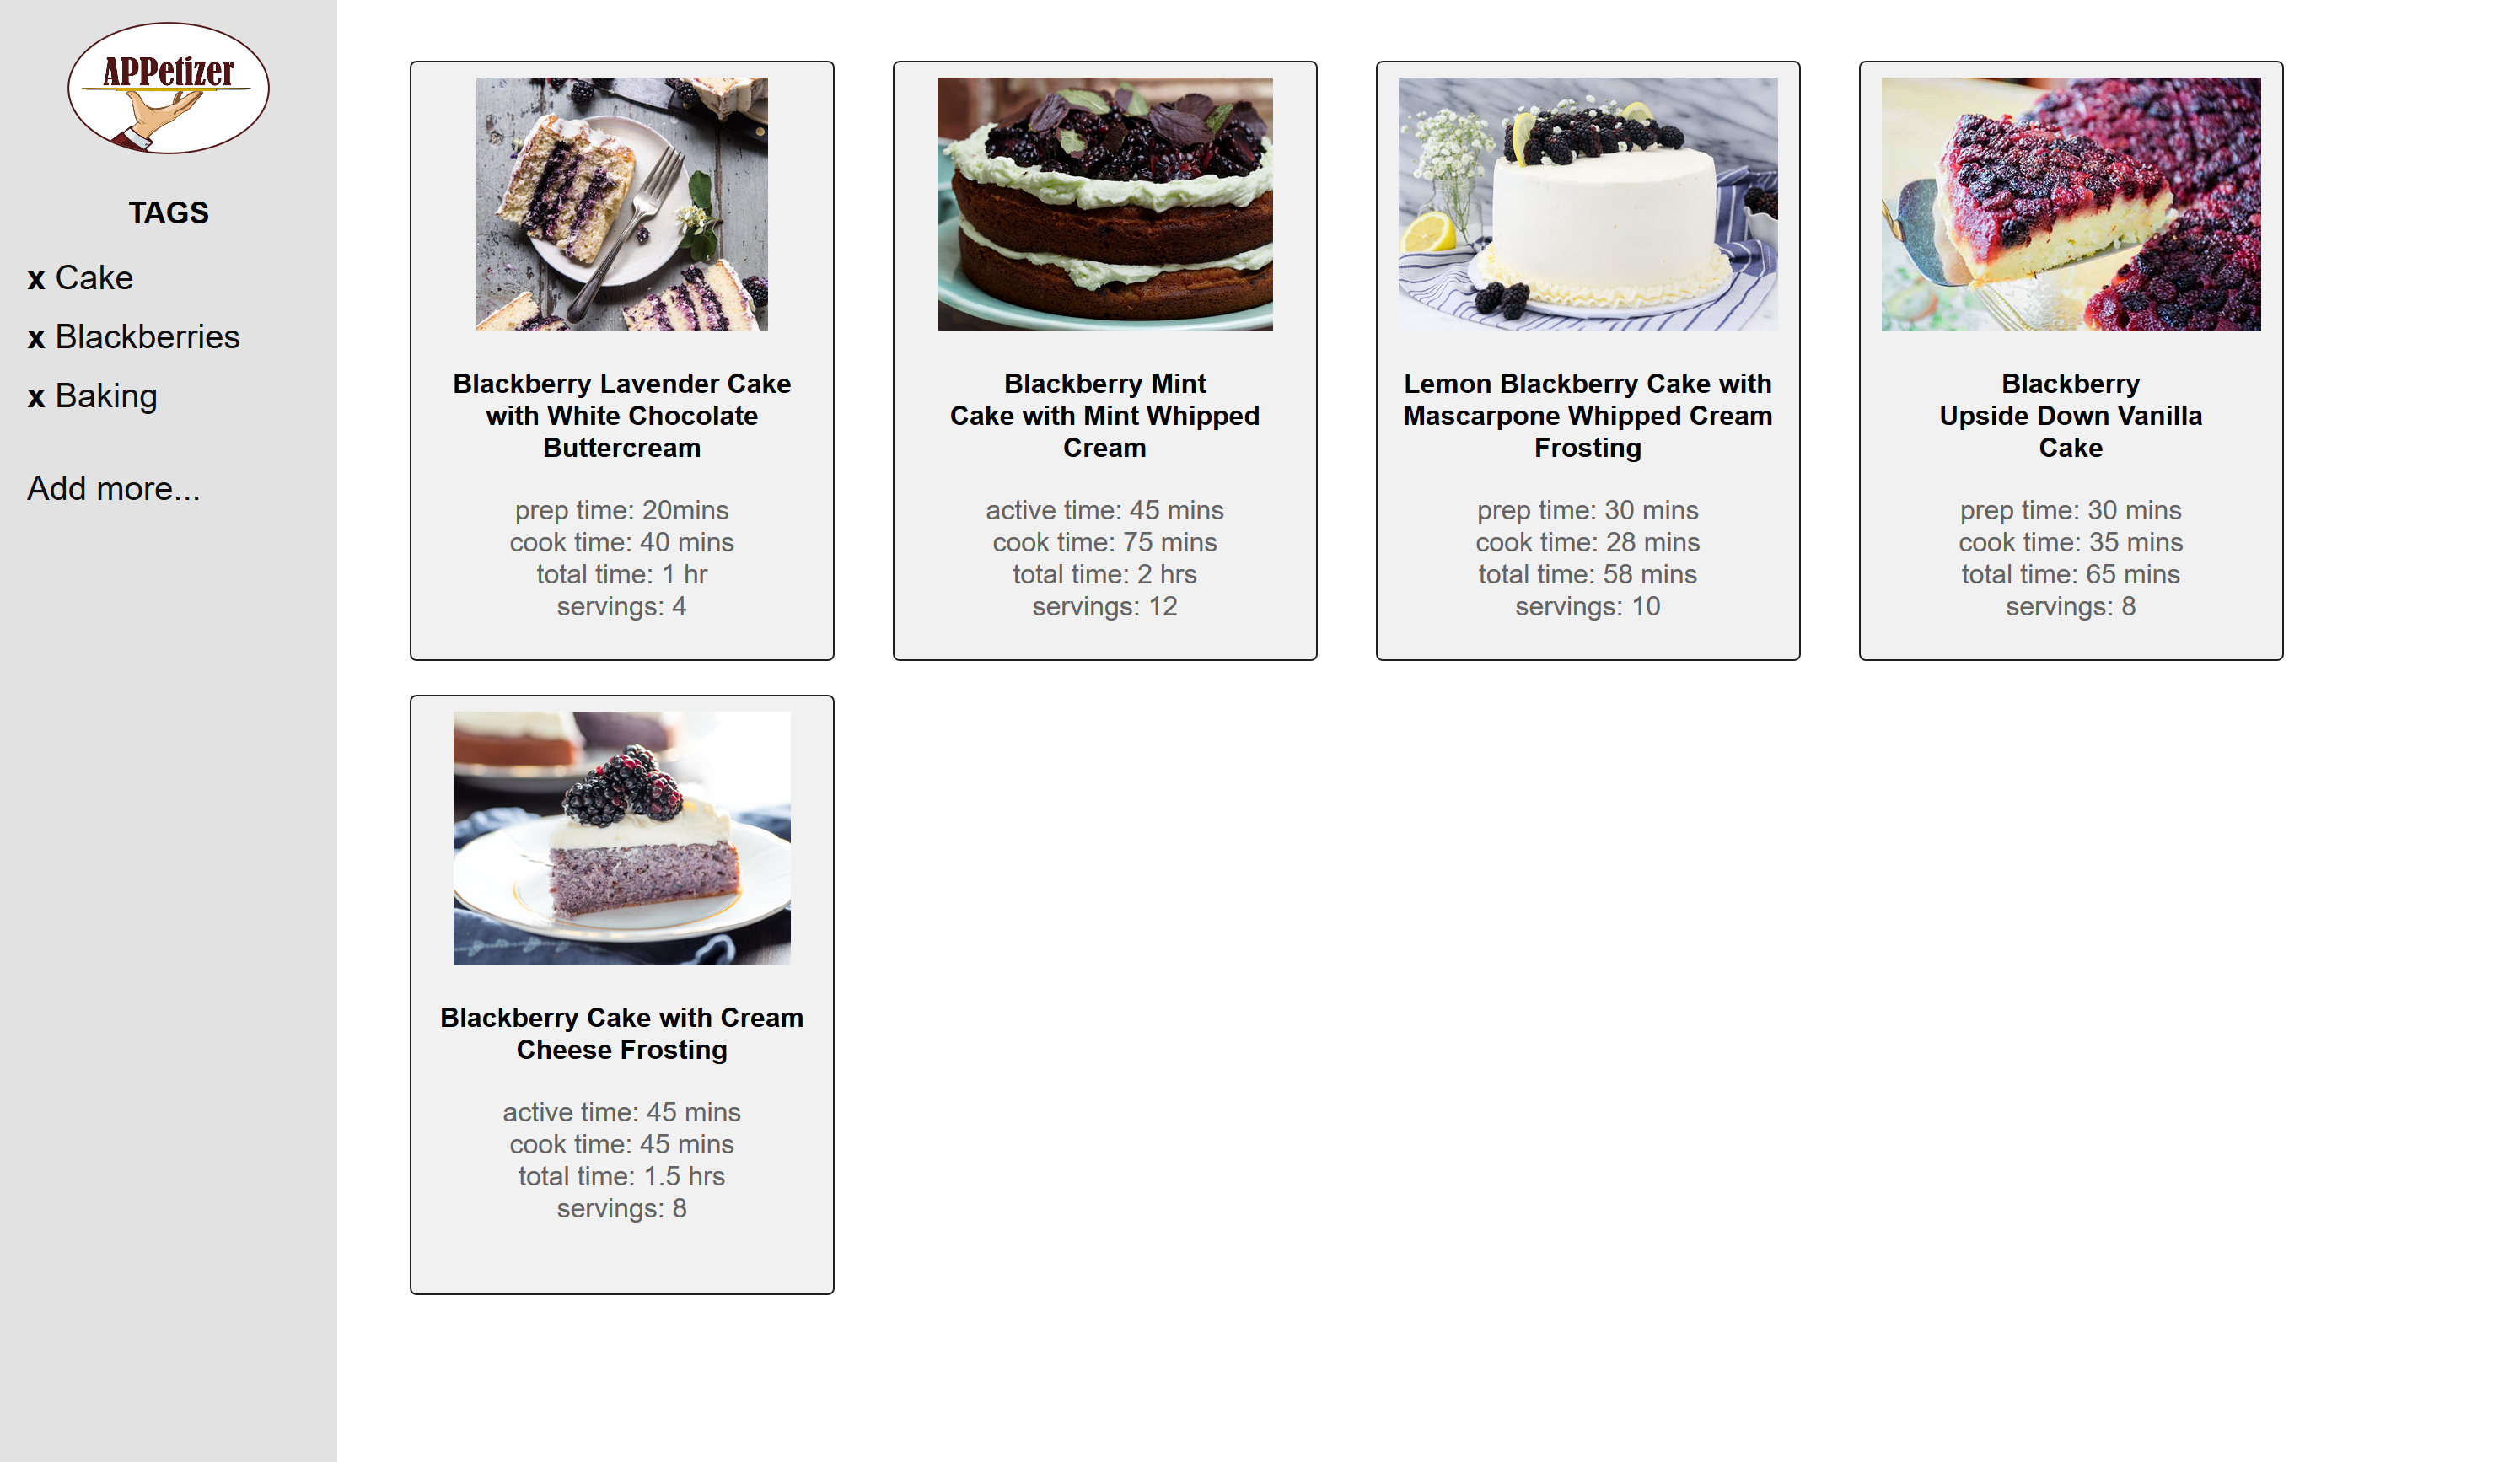 APPetizer
TAGS
x Cake
x Blackberries
x Baking
Add more...
Blackberry Lavender Cake
with White Chocolate
Buttercream
prep time: 20mins
cook time: 40 mins
total time: 1 hr
servings: 4
Blackberry Mint
Cake with Mint Whipped
Cream
active time: 45 mins
cook time: 75 mins
total time: 2 hrs
servings: 12
Lemon Blackberry Cake with
Mascarpone Whipped Cream
Frosting
prep time: 30 mins
cook time: 28 mins
total time: 58 mins
servings: 10
Blackberry
Upside Down Vanilla
Cake
prep time: 30 mins
cook time: 35 mins
total time: 65 mins
servings: 8
Blackberry Cake with Cream
Cheese Frosting
active time: 45 mins
cook time: 45 mins
total time: 1.5 hrs
servings: 8